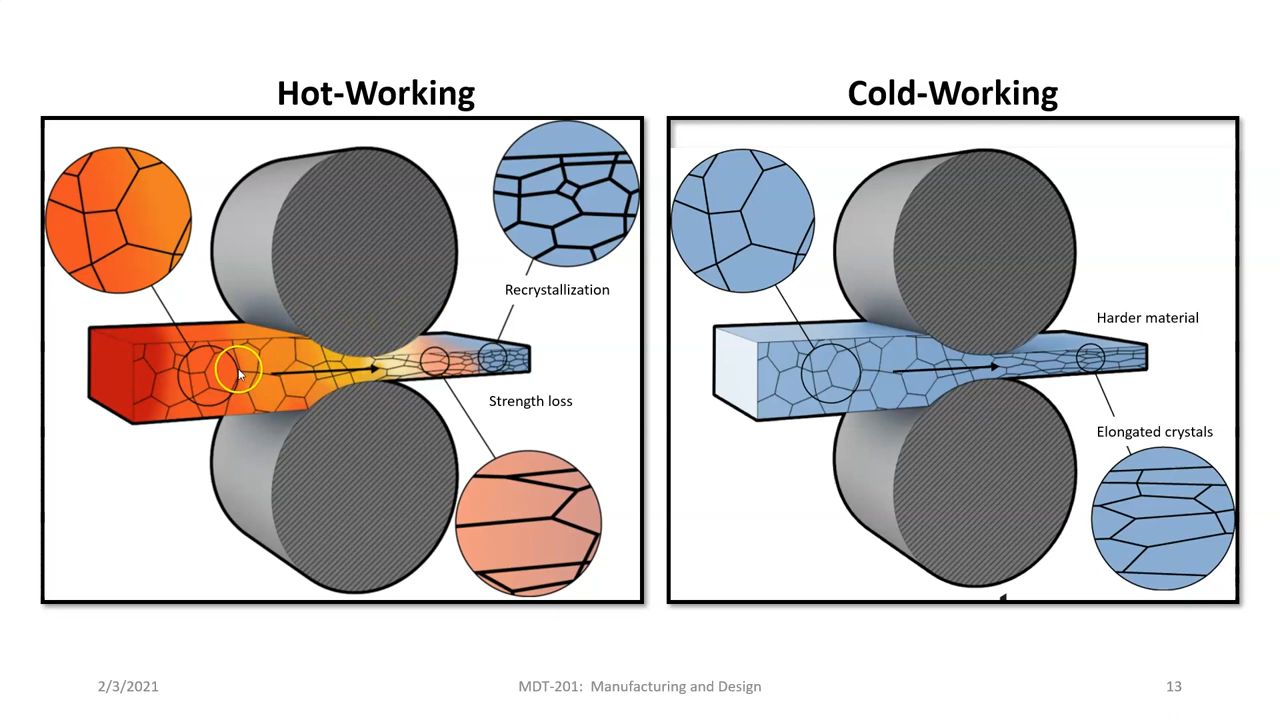 Hot-Working
Cold-Working
Recrystallization
Strength loss
Harder material
Elongated crystals
2/3/2021
MDT-201:  Manufacturing and Design
13